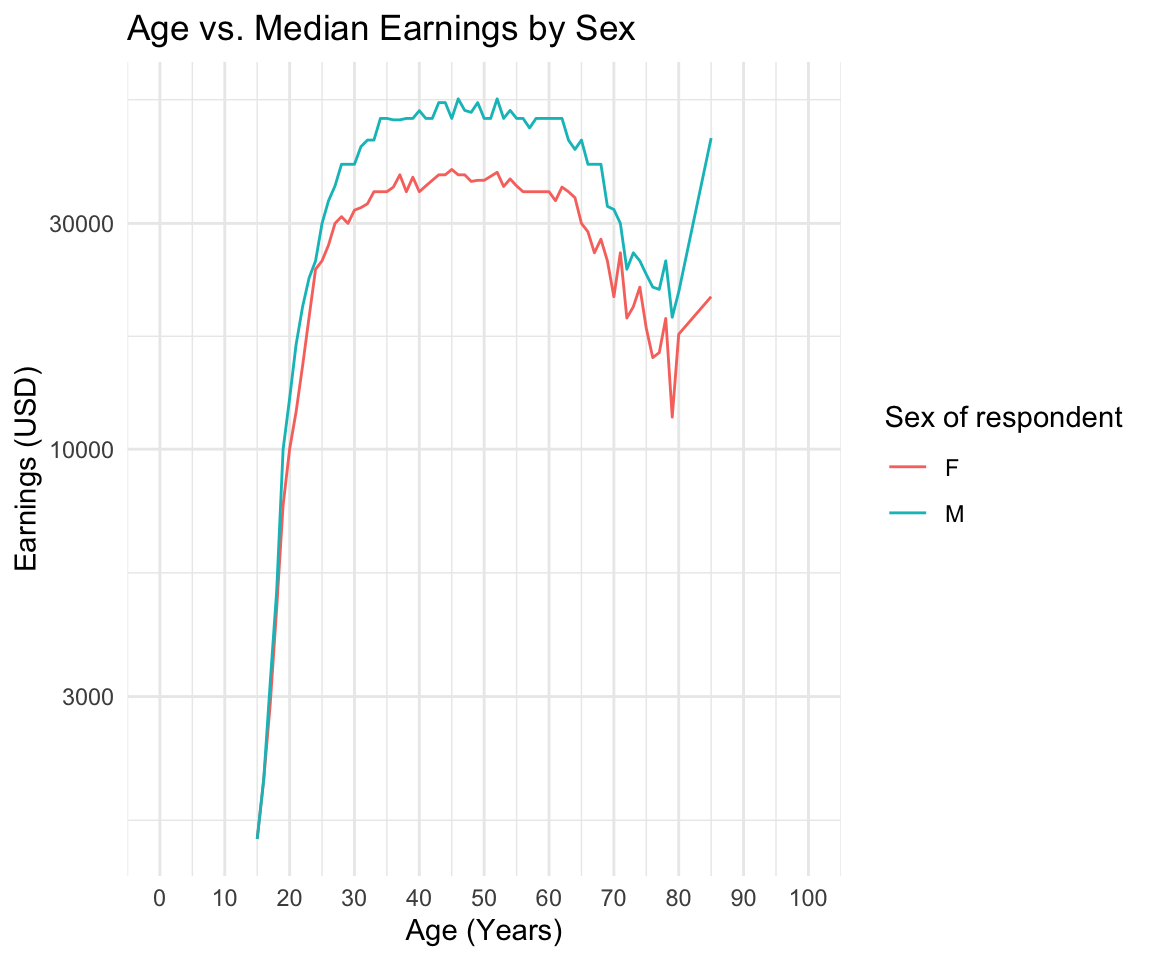 Age vs. Median Earnings by Sex
Earnings (USD)
30000
10000
3000
0 10 20 30 40 50 60 70 80 90 100
Age (Years)
Sex of respondent
F
M